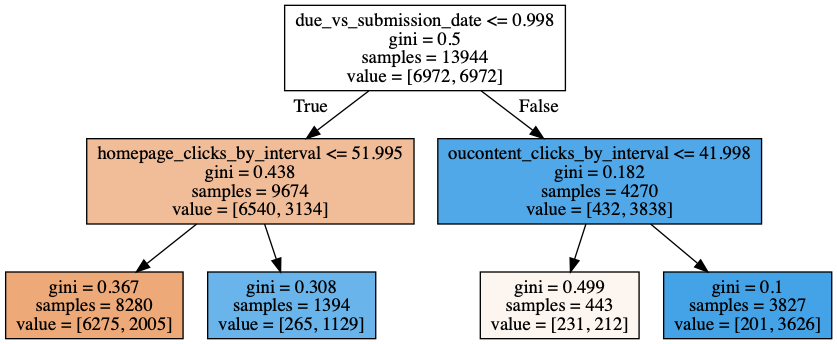 due_vs_submission_date <= 0.998
gini = 0.5
samples = 13944
value = [6972, 6972]
True
False
homepage_clicks_by_interval <= 51.995
gini = 0.438
samples = 9674
value = [6540, 3134]
oucontent_clicks_by_interval <= 41.998
gini = 0.182
samples = 4270
value = [432, 3838]
gini = 0.367
samples = 8280
value = [6275, 2005]
gini = 0.308
samples = 1394
value = [265, 1129]
gini = 0.499
samples = 443
value = [231, 212]
gini = 0.1
samples = 3827
value = [201, 3626]